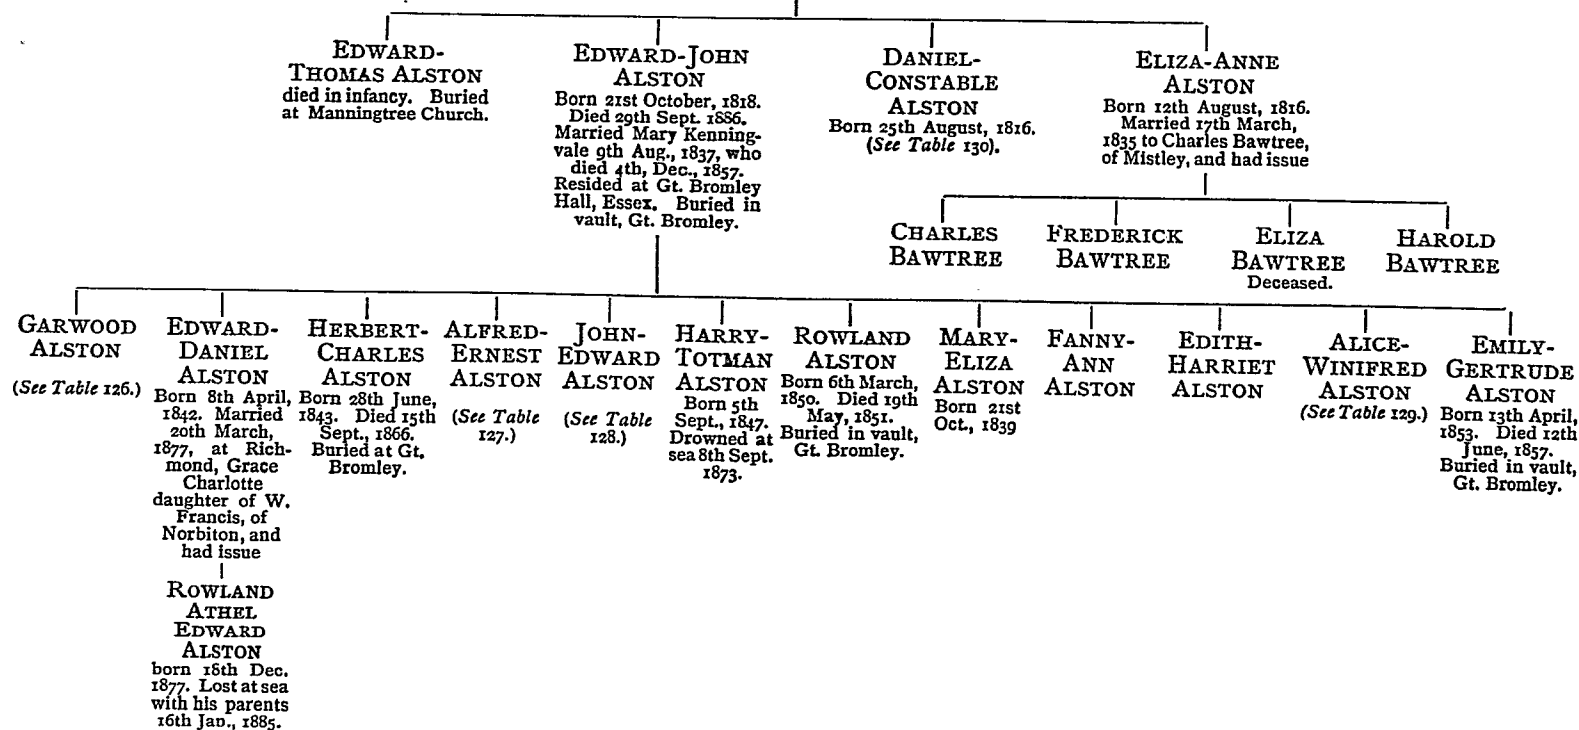 EDWARD-
THOMAS ALSTON
died in infancy. Buried
at Manningtree Church.
EDWARD-JOHN
ALSTON
Born 21st October, 1818.
Died 29th Sept. 1886.
Married Mary Kenning-
vale 9th Aug., 1837, who
died 4th, Dec., 1857.
Resided at Gt. Bromley
Hall, Essex. Buried in
vault, Gt. Bromley.
DANIEL-
CONSTABLE
ALSTON
Born 25th August, 1816.
(See Table 130).
ELIZA-ANNE
ALSTON
Born 12th August, 1816.
Married 17th March,
1835 to Charles Bawtree,
of Mistley, and had issue
CHARLES
BAWTREE
FREDERICK
BAWTREE
ELIZA
BAWTREE
Deceased.
HAROLD
BAWTREE
GARWOOD
ALSTON
(See Table 126.)
EDWARD-
DANIEL
ALSTON
Born 8th April,
1842. Married
20th March,
1877, at Rich-
mond, Grace
Charlotte
daughter of W.
Francis, of
Norbiton, and
had issue
HERBERT-
CHARLES
ALSTON
Born 28th June,
1843. Died 15th
Sept., 1866.
Buried at Gt.
Bromley.
ALFRED-
ERNEST
ALSTON
(See Table
127.)
JOHN-
EDWARD
ALSTON
(See Table
128.)
HARRY-
TOTMAN
ALSTON
Born 5th
Sept., 1847.
Drowned at
sea 8th Sept.
1873.
ROWLAND
ALSTON
Born 6th March,
1850. Died 19th
May, 1851.
Buried in vault,
Gt. Bromley.
MARY-
ELIZA
ALSTON
Born 21st
Oct., 1839
FANNY-
ANN
ALSTON
EDITH-
HARRIET
ALSTON
ALICE-
WINIFRED
ALSTON
(See Table 129.)
EMILY-
GERTRUDE
ALSTON
Born 13th April,
1853. Died 12th
June, 1857.
Buried in vault,
Gt. Bromley.
ROWLAND
ATHEL
EDWARD
ALSTON
born 18th Dec.
1877. Lost at sea
with his parents
16th Jan., 1885.